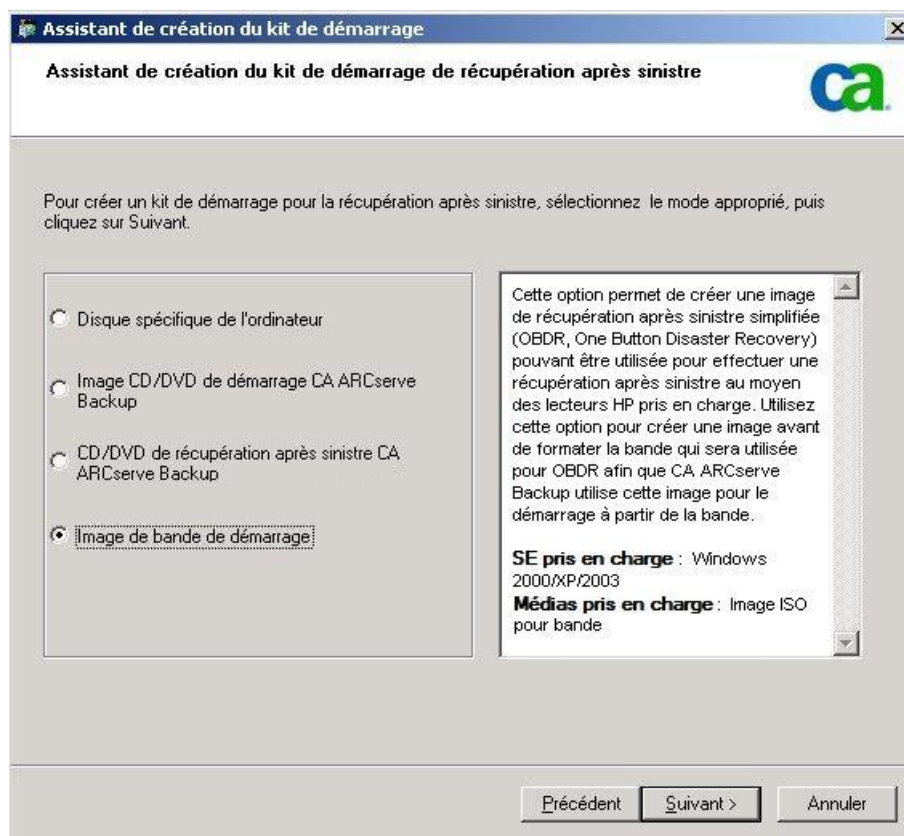 Assistant de création du kit de démarrage
Assistant de création du kit de démarrage de récupération après sinistre
ca
Pour créer un kit de démarrage pour la récupération après sinistre, sélectionnez le mode approprié, puis
cliquez sur Suivant.
Disque spécifique de l'ordinateur
Image CD/DVD de démarrage CA ARCserve
Backup
CD/DVD de récupération après sinistre CA
ARCserve Backup
Image de bande de démarrage
Cette option permet de créer une image
de récupération après sinistre simplifiée
(OBDR, One Button Disaster Recovery)
pouvant être utilisée pour effectuer une
récupération après sinistre au moyen
des lecteurs HP pris en charge. Utilisez
cette option pour créer une image avant
de formater la bande qui sera utilisée
pour OBDR afin que CA ARCserve
Backup utilise cette image pour le
démarrage à partir de la bande.
SE pris en charge : Windows
2000/XP/2003
Médias pris en charge : Image ISO
pour bande
Précédent
Suivant >
Annuler